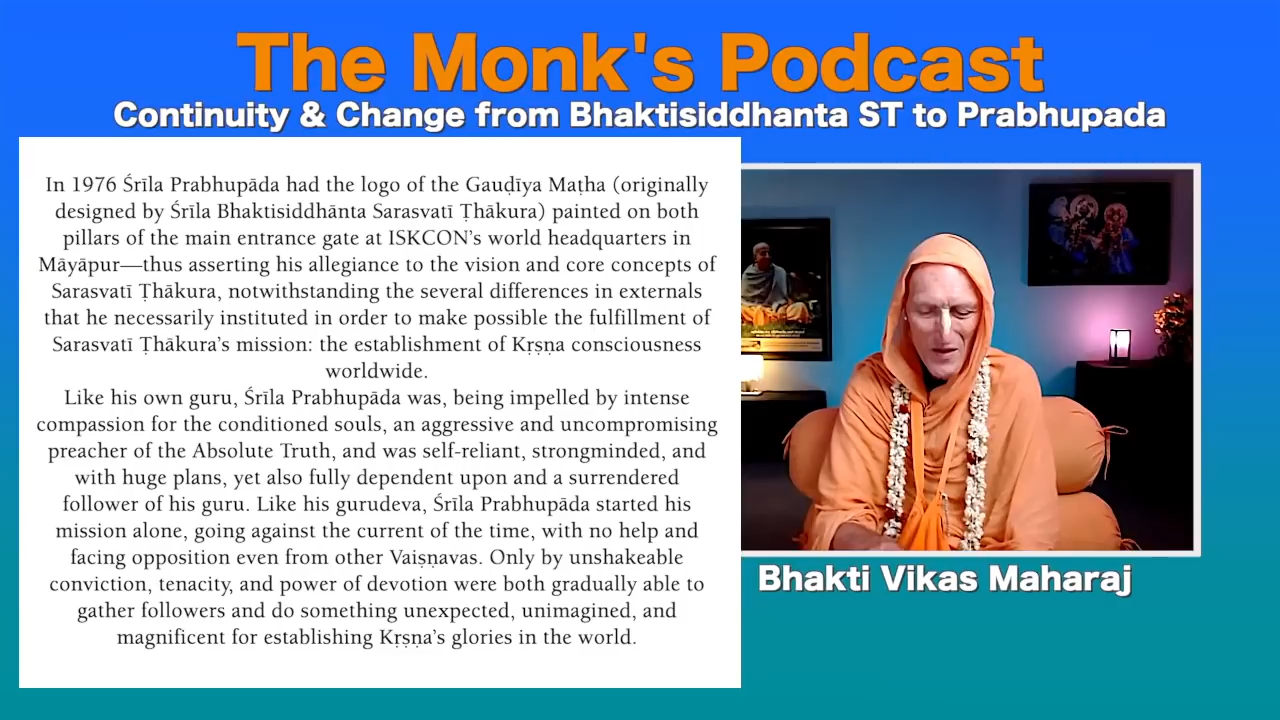 The Monk's Podcast
Continuity & Change from Bhaktisiddhanta ST to Prabhupada
In 1976 Śrīla Prabhupāda had the logo of the Gauḍīya Maṭha (originally
designed by Śrīla Bhaktisiddhānta Sarasvatī Ṭhākura) painted on both
pillars of the main entrance gate at ISKCON's world headquarters in
Māyāpur—thus asserting his allegiance to the vision and core concepts of
Sarasvatī Ṭhākura, notwithstanding the several differences in externals
that he necessarily instituted in order to make possible the fulfillment of
Sarasvatī Ṭhākura's mission: the establishment of Kṛṣṇa consciousness
worldwide.
Like his own guru, Śrīla Prabhupāda was, being impelled by intense
compassion for the conditioned souls, an aggressive and uncompromising
preacher of the Absolute Truth, and was self-reliant, strongminded, and
with huge plans, yet also fully dependent upon and a surrendered
follower of his guru. Like his gurudeva, Śrīla Prabhupāda started his
mission alone, going against the current of the time, with no help and
facing opposition even from other Vaiṣṇavas. Only by unshakeable
conviction, tenacity, and power of devotion were both gradually able to
gather followers and do something unexpected, unimagined, and
magnificent for establishing Kṛṣṇa's glories in the world.
Bhakti Vikas Maharaj